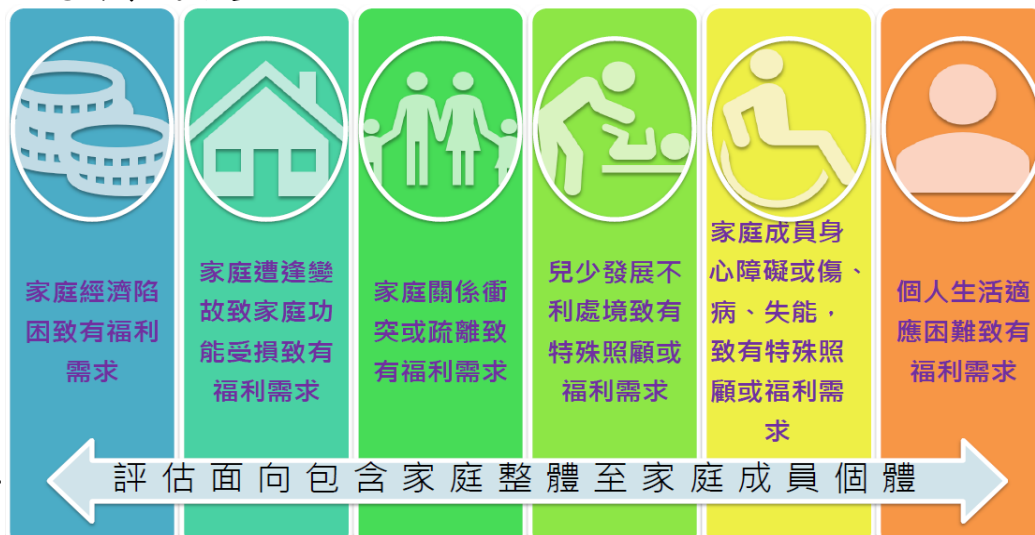 家庭經濟陷
困致有福利
需求
家庭遭逢變
故致家庭功
能受損致有
福利需求
家庭關係衝
突或疏離致
有福利需求
兒少發展不
利處境致有
特殊照顧或
福利需求
家庭成員身
心障礙或傷、
病、失能，
致有特殊照
顧或福利需
求
個人生活適
應困難致有
福利需求
評估面向包含家庭整體至家庭成員個體